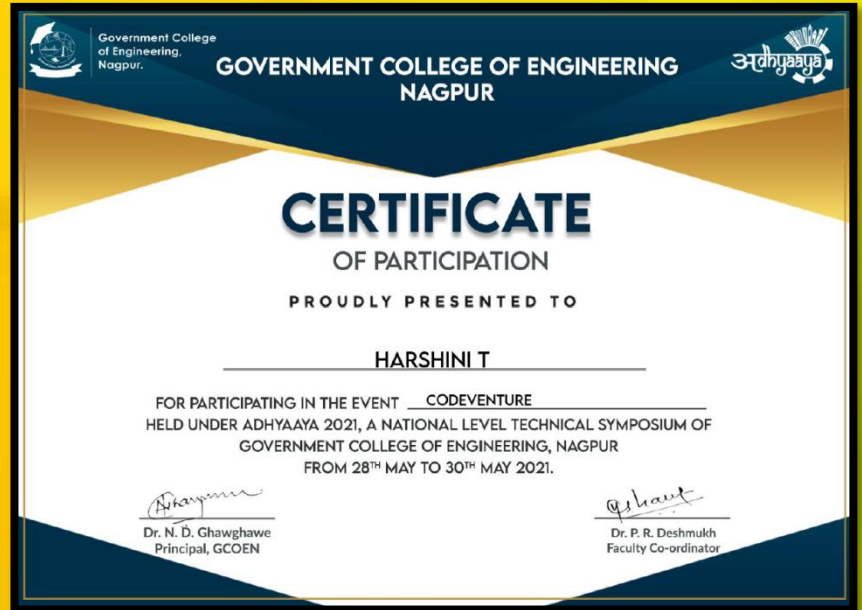 Government College
of Engineering,
Nagpur.
अdhyaaya
GOVERNMENT COLLEGE OF ENGINEERING
NAGPUR
CERTIFICATE
OF PARTICIPATION
PROUDLY PRESENTED TO
HARSHINI T
FOR PARTICIPATING IN THE EVENT CODEVENTURE
HELD UNDER ADHYAAYA 2021, A NATIONAL LEVEL TECHNICAL SYMPOSIUM OF
GOVERNMENT COLLEGE OF ENGINEERING, NAGPUR
FROM 28TH MAY TO 30TH MAY 2021.
Dr. N. D. Ghawghawe
Principal, GCOEN
Dr. P. R. Deshmukh
Faculty Co-ordinator